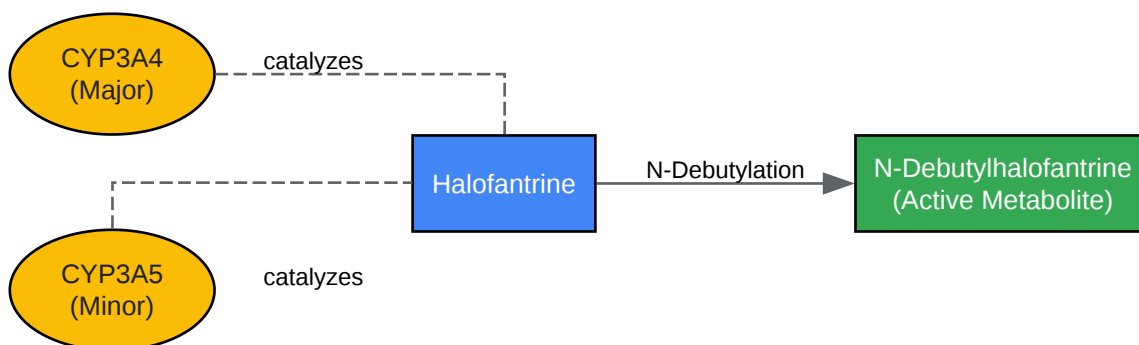 CYP3A4
(Major)
catalyzes
Halofantrine
N-Debutylation
N-Debutylhalofantrine
(Active Metabolite)
CYP3A5
(Minor)
catalyzes